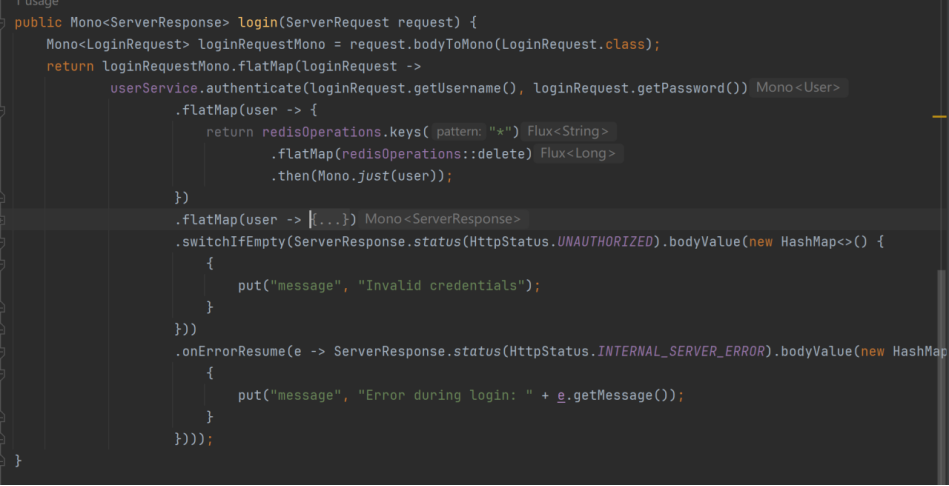 1 usage
public Mono<ServerResponse> login(ServerRequest request) {
Mono<LoginRequest> loginRequestMono = request.bodyToMono(LoginRequest.class);
return loginRequestMono.flatMap(loginRequest ->
userService.authenticate(loginRequest.getUsername(), loginRequest.getPassword()) Mono<User>
.flatMap(user -> {
return redisOperations.keys( pattern: "*") Flux<String>
.flatMap(redisOperations::delete) Flux<Long>
.then(Mono.just(user));
})
.flatMap(user -> {...}) Mono<ServerResponse>
.switchIfEmpty(ServerResponse.status(HttpStatus.UNAUTHORIZED).bodyValue(new HashMap<>() {
{
put("message", "Invalid credentials");
}
}))
.onErrorResume(e -> ServerResponse.status(HttpStatus.INTERNAL_SERVER_ERROR).bodyValue(new HashMap
{
put("message", "Error during login: " + e.getMessage());
}
})));
}